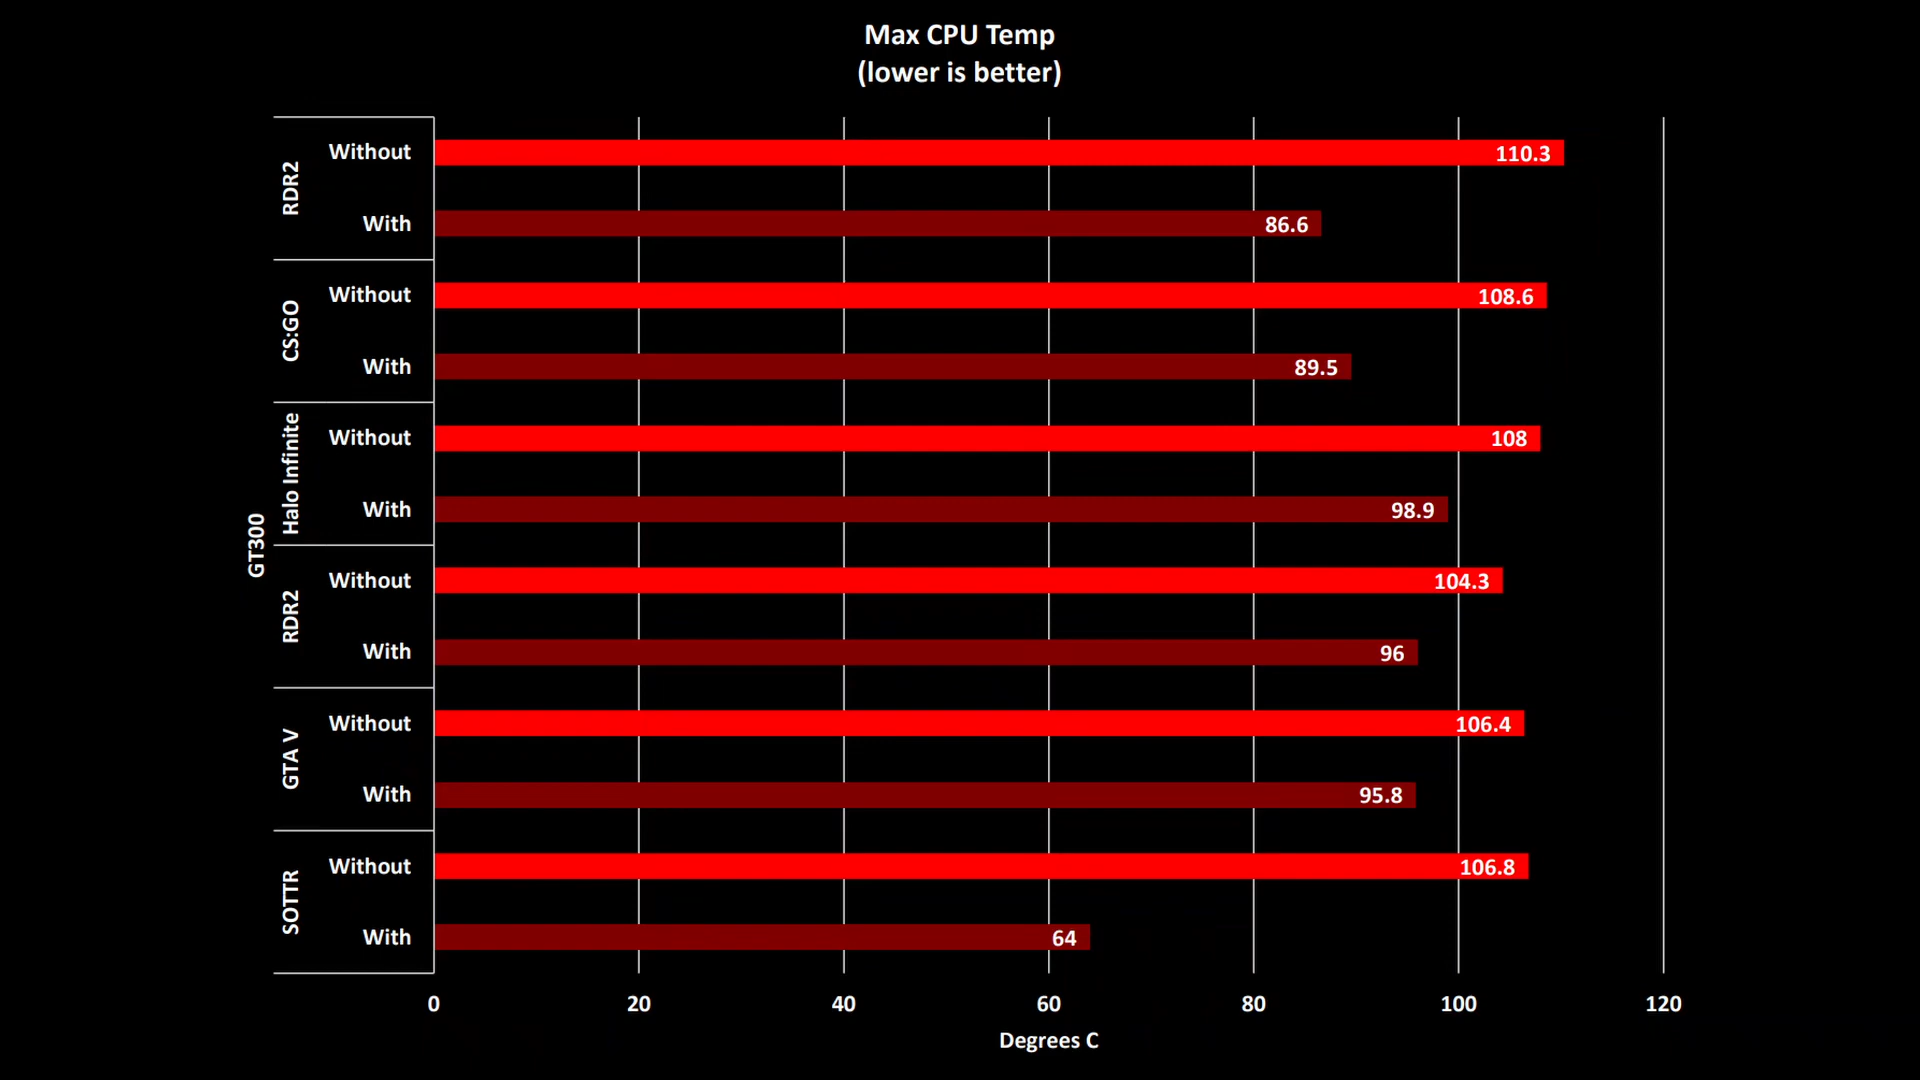 Max CPU Temp
(lower is better)
GT300
RDR2
Without
110.3
With
86.6
CS:GO
Without
108.6
With
89.5
Halo Infinite
Without
108
With
98.9
RDR2
Without
104.3
With
96
GTA V
Without
106.4
With
95.8
SOTTR
Without
106.8
With
64
0 20 40 60 80 100 120
Degrees C